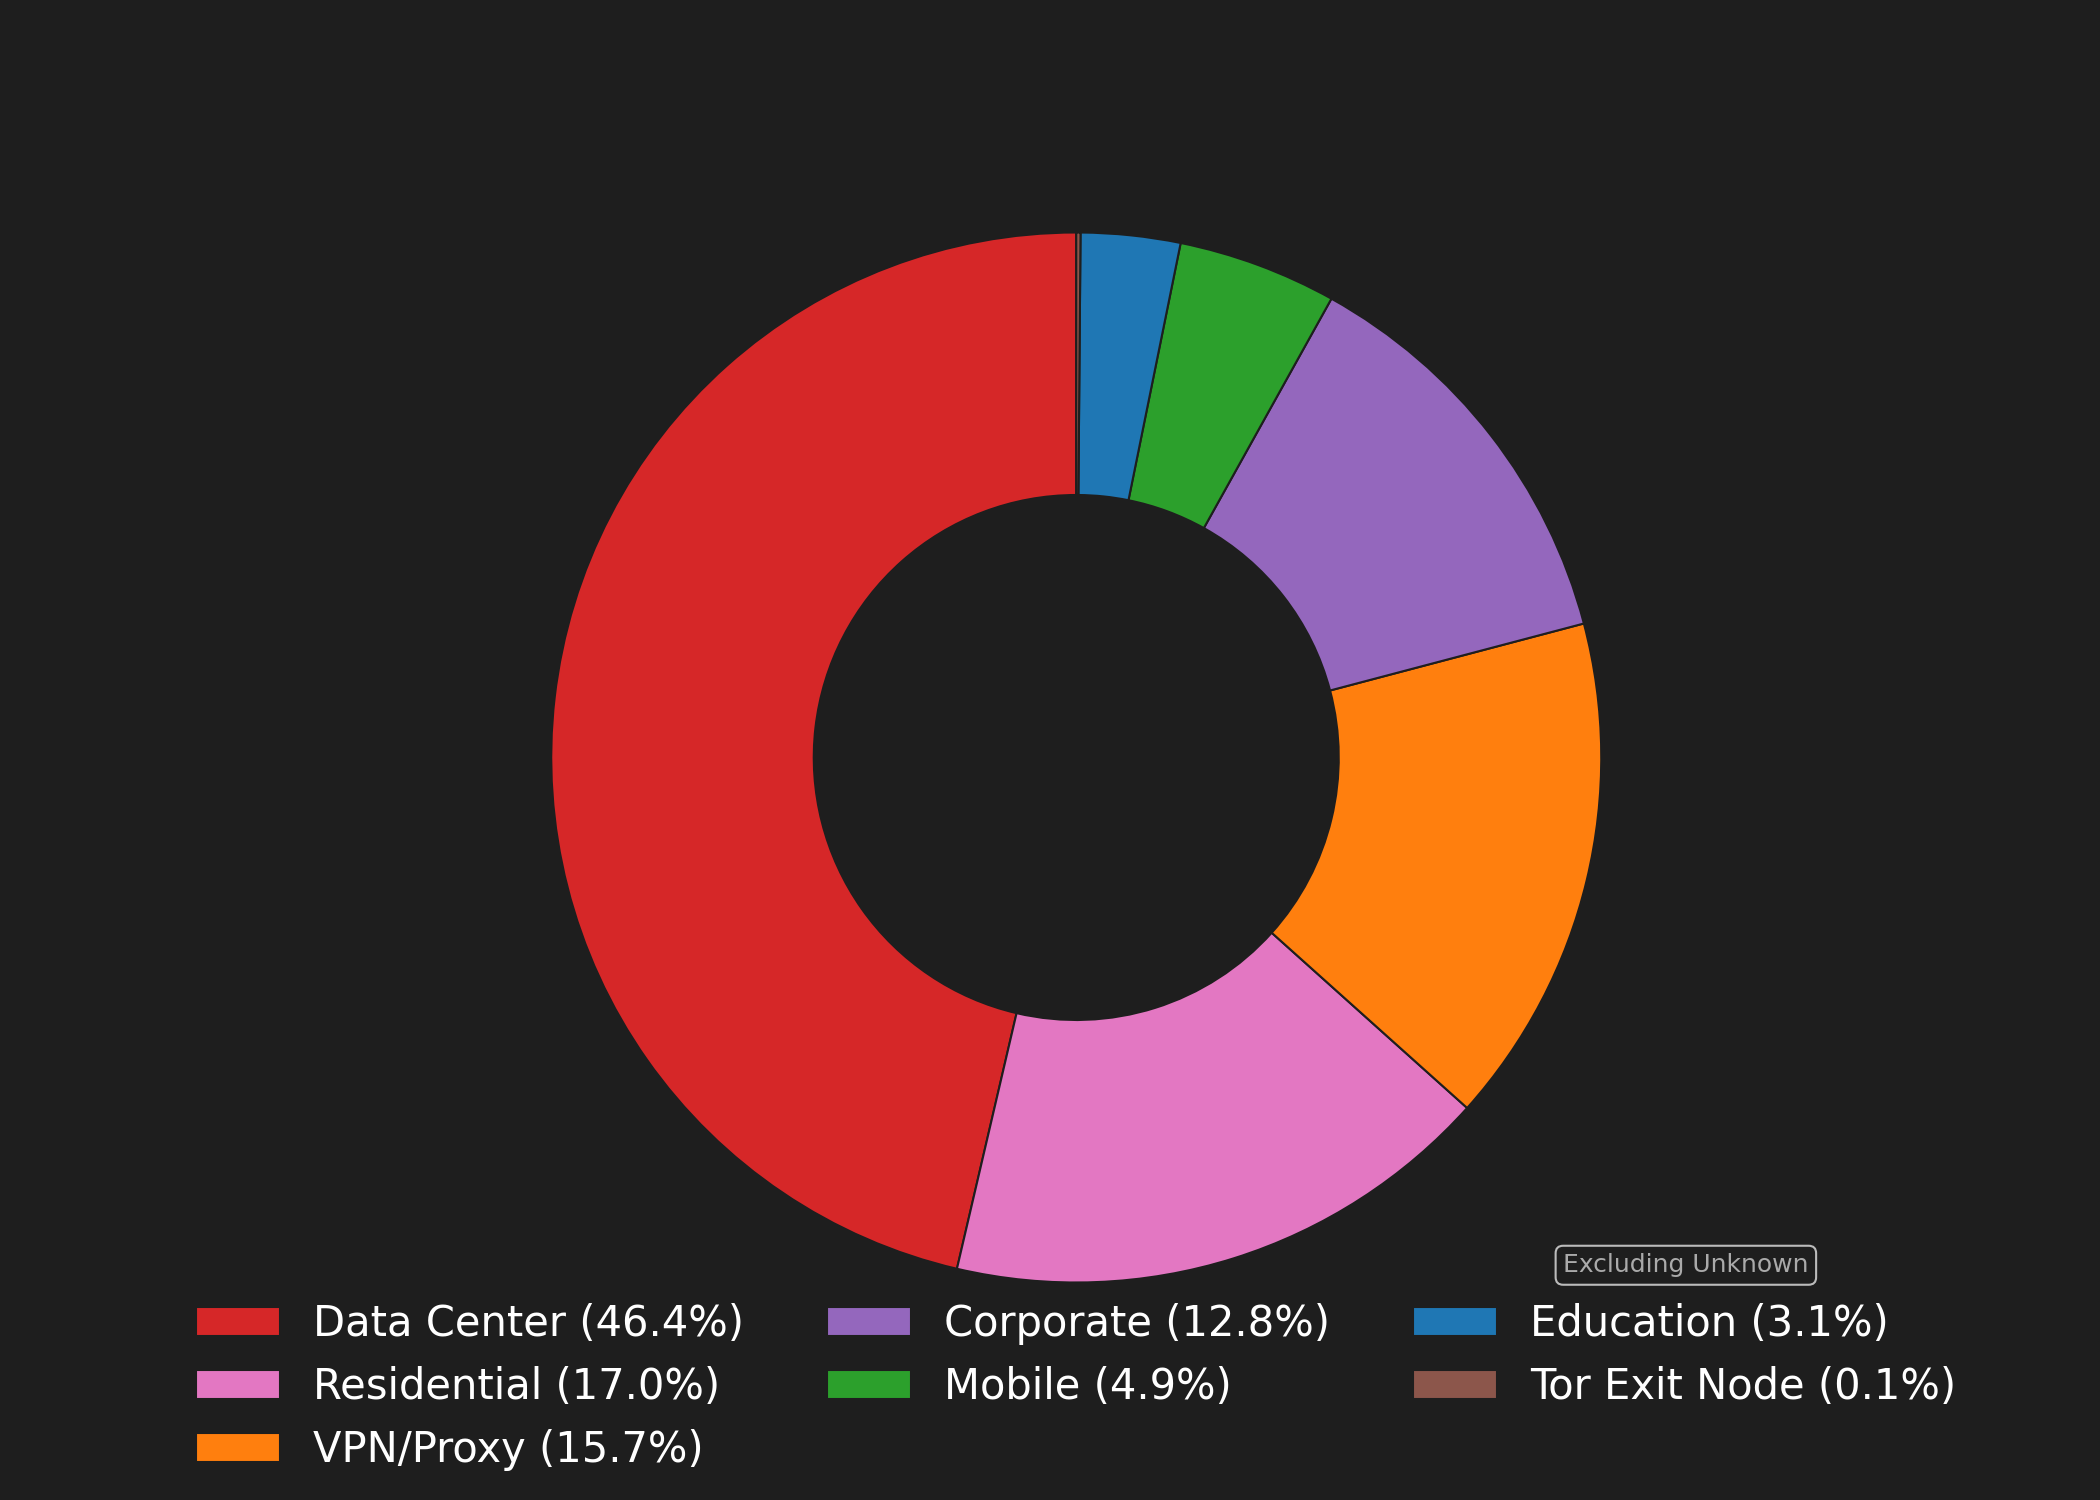 Excluding Unknown
Data Center (46.4%)
Residential (17.0%)
VPN/Proxy (15.7%)
Corporate (12.8%)
Mobile (4.9%)
Education (3.1%)
Tor Exit Node (0.1%)